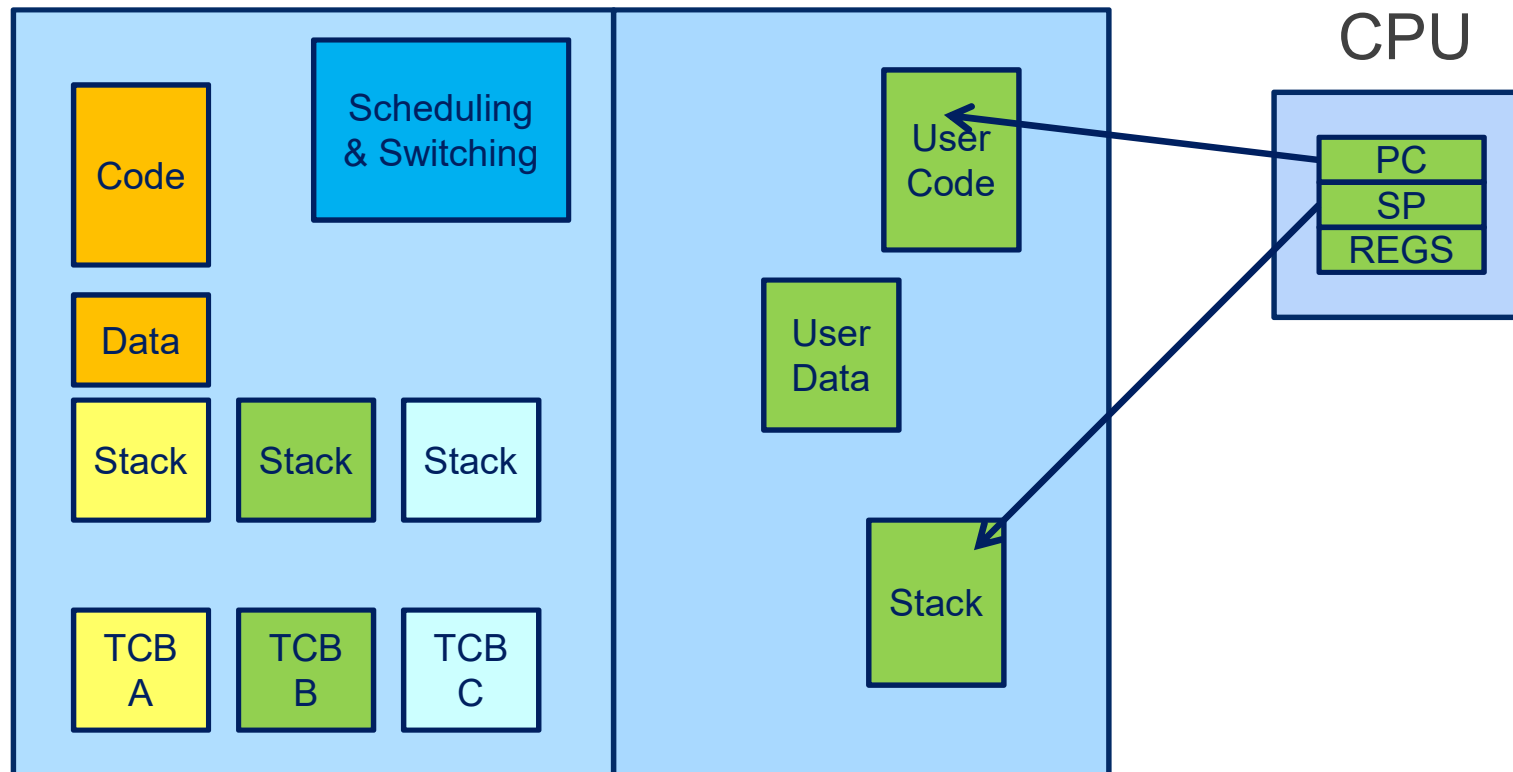 CPU
Scheduling
& Switching
Code
User
Code
PC
SP
REGS
Data
User
Data
Stack
Stack
Stack
Stack
TCB
A
TCB
B
TCB
C